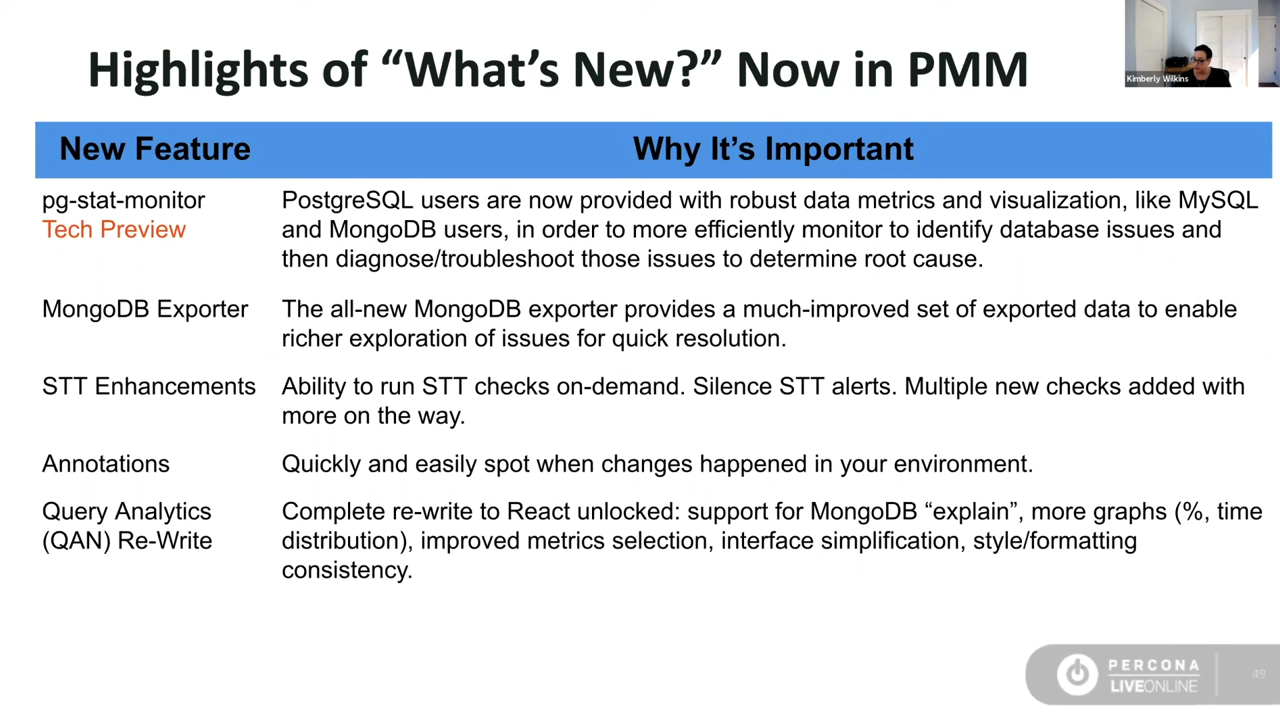 Highlights of “What’s New?” Now in PMM
Kimberly Wilkins
New Feature
Why It’s Important
pg-stat-monitor
Tech Preview
PostgreSQL users are now provided with robust data metrics and visualization, like MySQL
and MongoDB users, in order to more efficiently monitor to identify database issues and
then diagnose/troubleshoot those issues to determine root cause.
MongoDB Exporter
The all-new MongoDB exporter provides a much-improved set of exported data to enable
richer exploration of issues for quick resolution.
STT Enhancements
Ability to run STT checks on-demand. Silence STT alerts. Multiple new checks added with
more on the way.
Annotations
Quickly and easily spot when changes happened in your environment.
Query Analytics
(QAN) Re-Write
Complete re-write to React unlocked: support for MongoDB “explain”, more graphs (%, time
distribution), improved metrics selection, interface simplification, style/formatting
consistency.
PERCONA
LIVEONLINE
49